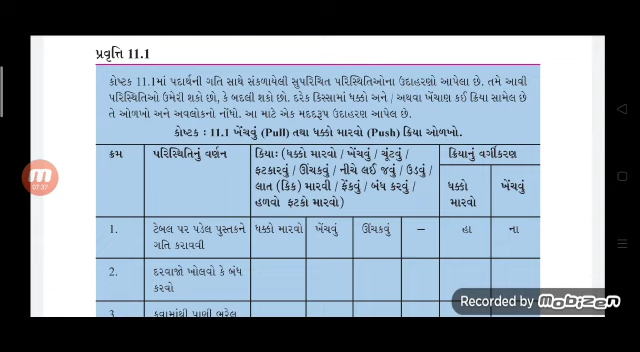 પ્રવૃત્તિ 11.1
કોષ્ટક 11.1માં પદાર્થની ગતિ સાથે સંકળાયેલી સુપરિચિત પરિસ્થિતિઓના ઉદાહરણો આપેલા છે. તમે આવી
પરિસ્થિતિઓ ઉમેરી શકો છો, કે બદલી શકો છો. દરેક કિસ્સામાં ધક્કો અને / અથવા ખેંચાણ કઈ ક્રિયા સામેલ છે
તે ઓળખો અને અવલોકનો નોંધો. આ માટે એક મદદરૂપ ઉદાહરણ આપેલ છે.
કોષ્ટક : 11.1 ખેંચવું (Pull) તથા ધક્કો મારવો (Push) ક્રિયા ઓળખો.
ક્રમ પરિસ્થિતિનું વર્ણન ક્રિયાઃ (ધક્કો મારવો / ખેંચવું / ચૂંટવું / ક્રિયાનું વર્ગીકરણ
ફટકારવું / ઊંચકવું / નીચે લઈ જવું / ઉડવું /
લાત (કિક) મારવી / ફેંકવું / બંધ કરવું /
હળવો ફટકો મારવો)
ધક્કો મારવો ખેંચવું
1. ટેબલ પર પડેલ પુસ્તકને ધક્કો મારવો ખેંચવું ઊંચકવું – હા ના
ગતિ કરાવવી
2. દરવાજો ખોલવો કે બંધ
કરવો
3. કૂવામાંથી પાણી ભરેલ
07:37
Recorded by Mobizen